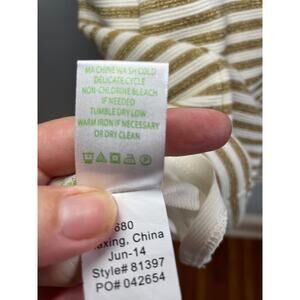 MACHINE WASH COLD
DELICATE CYCLE
NON-CHLORINE BLEACH
IF NEEDED
TUMBLE DRY LOW
WARM IRON IF NECESSARY
OR DRY CLEAN
680
axing, China
Jun-14
Style# 81397
PO# 042654